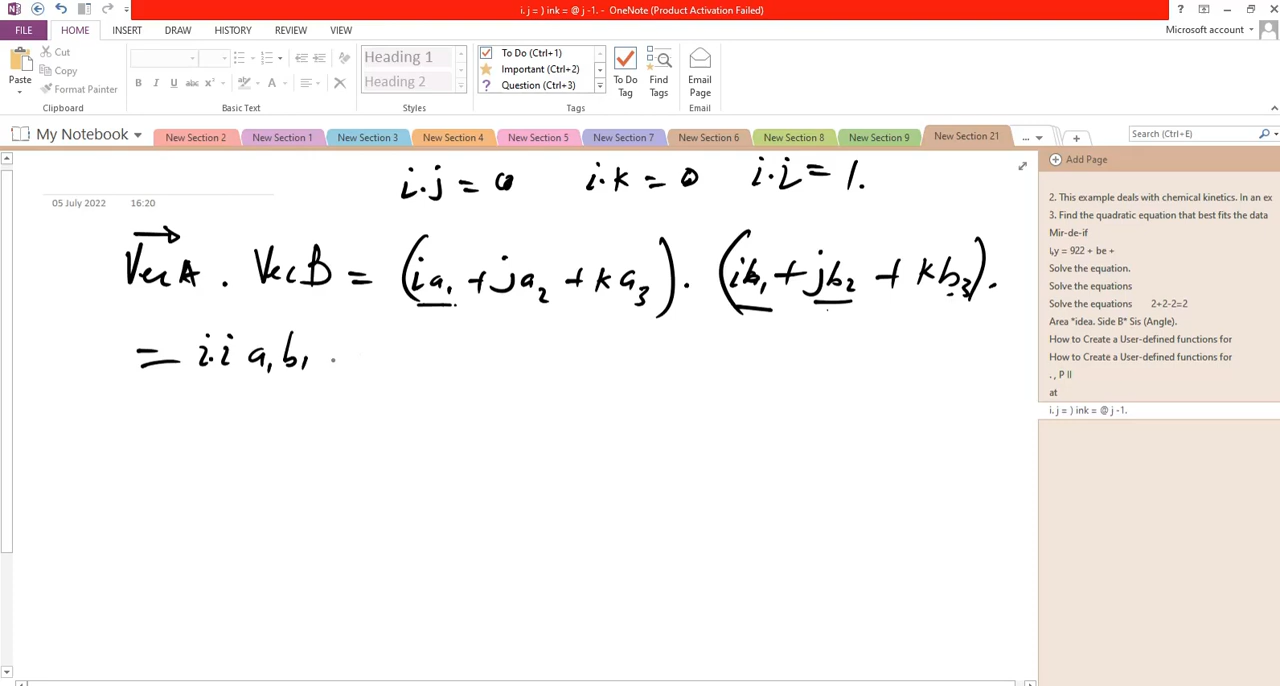 i. j = ) ink = @ j -1. - OneNote (Product Activation Failed)
?
FILE HOME INSERT DRAW HISTORY REVIEW VIEW
Microsoft account
Paste
Cut
Copy
Format Painter
Clipboard
B I U abc x²
A
Basic Text
Heading 1
Heading 2
Styles
To Do (Ctrl+1)
Important (Ctrl+2)
? Question (Ctrl+3)
Tags
To Do Tag
Find Tags
Email Page
Email
My Notebook
New Section 2
New Section 1
New Section 3
New Section 4
New Section 5
New Section 7
New Section 6
New Section 8
New Section 9
New Section 21
...
Search (Ctrl+E)
Add Page
2. This example deals with chemical kinetics. In an ex
3. Find the quadratic equation that best fits the data
Mir-de-if
I,y = 922 + be +
Solve the equation.
Solve the equations
Solve the equations 2+2-2=2
Area *idea. Side B* Sis (Angle).
How to Create a User-defined functions for
How to Create a User-defined functions for
. , P II
at
i. j = ) ink = @ j -1.
i.j = 0 i.k = 0 i.i = 1.
05 July 2022 16:20
VecA . VecB = (ia₁ + ja₂ + ka₃) . (ib₁ + jb₂ + kb₃).
= i.i a₁b₁